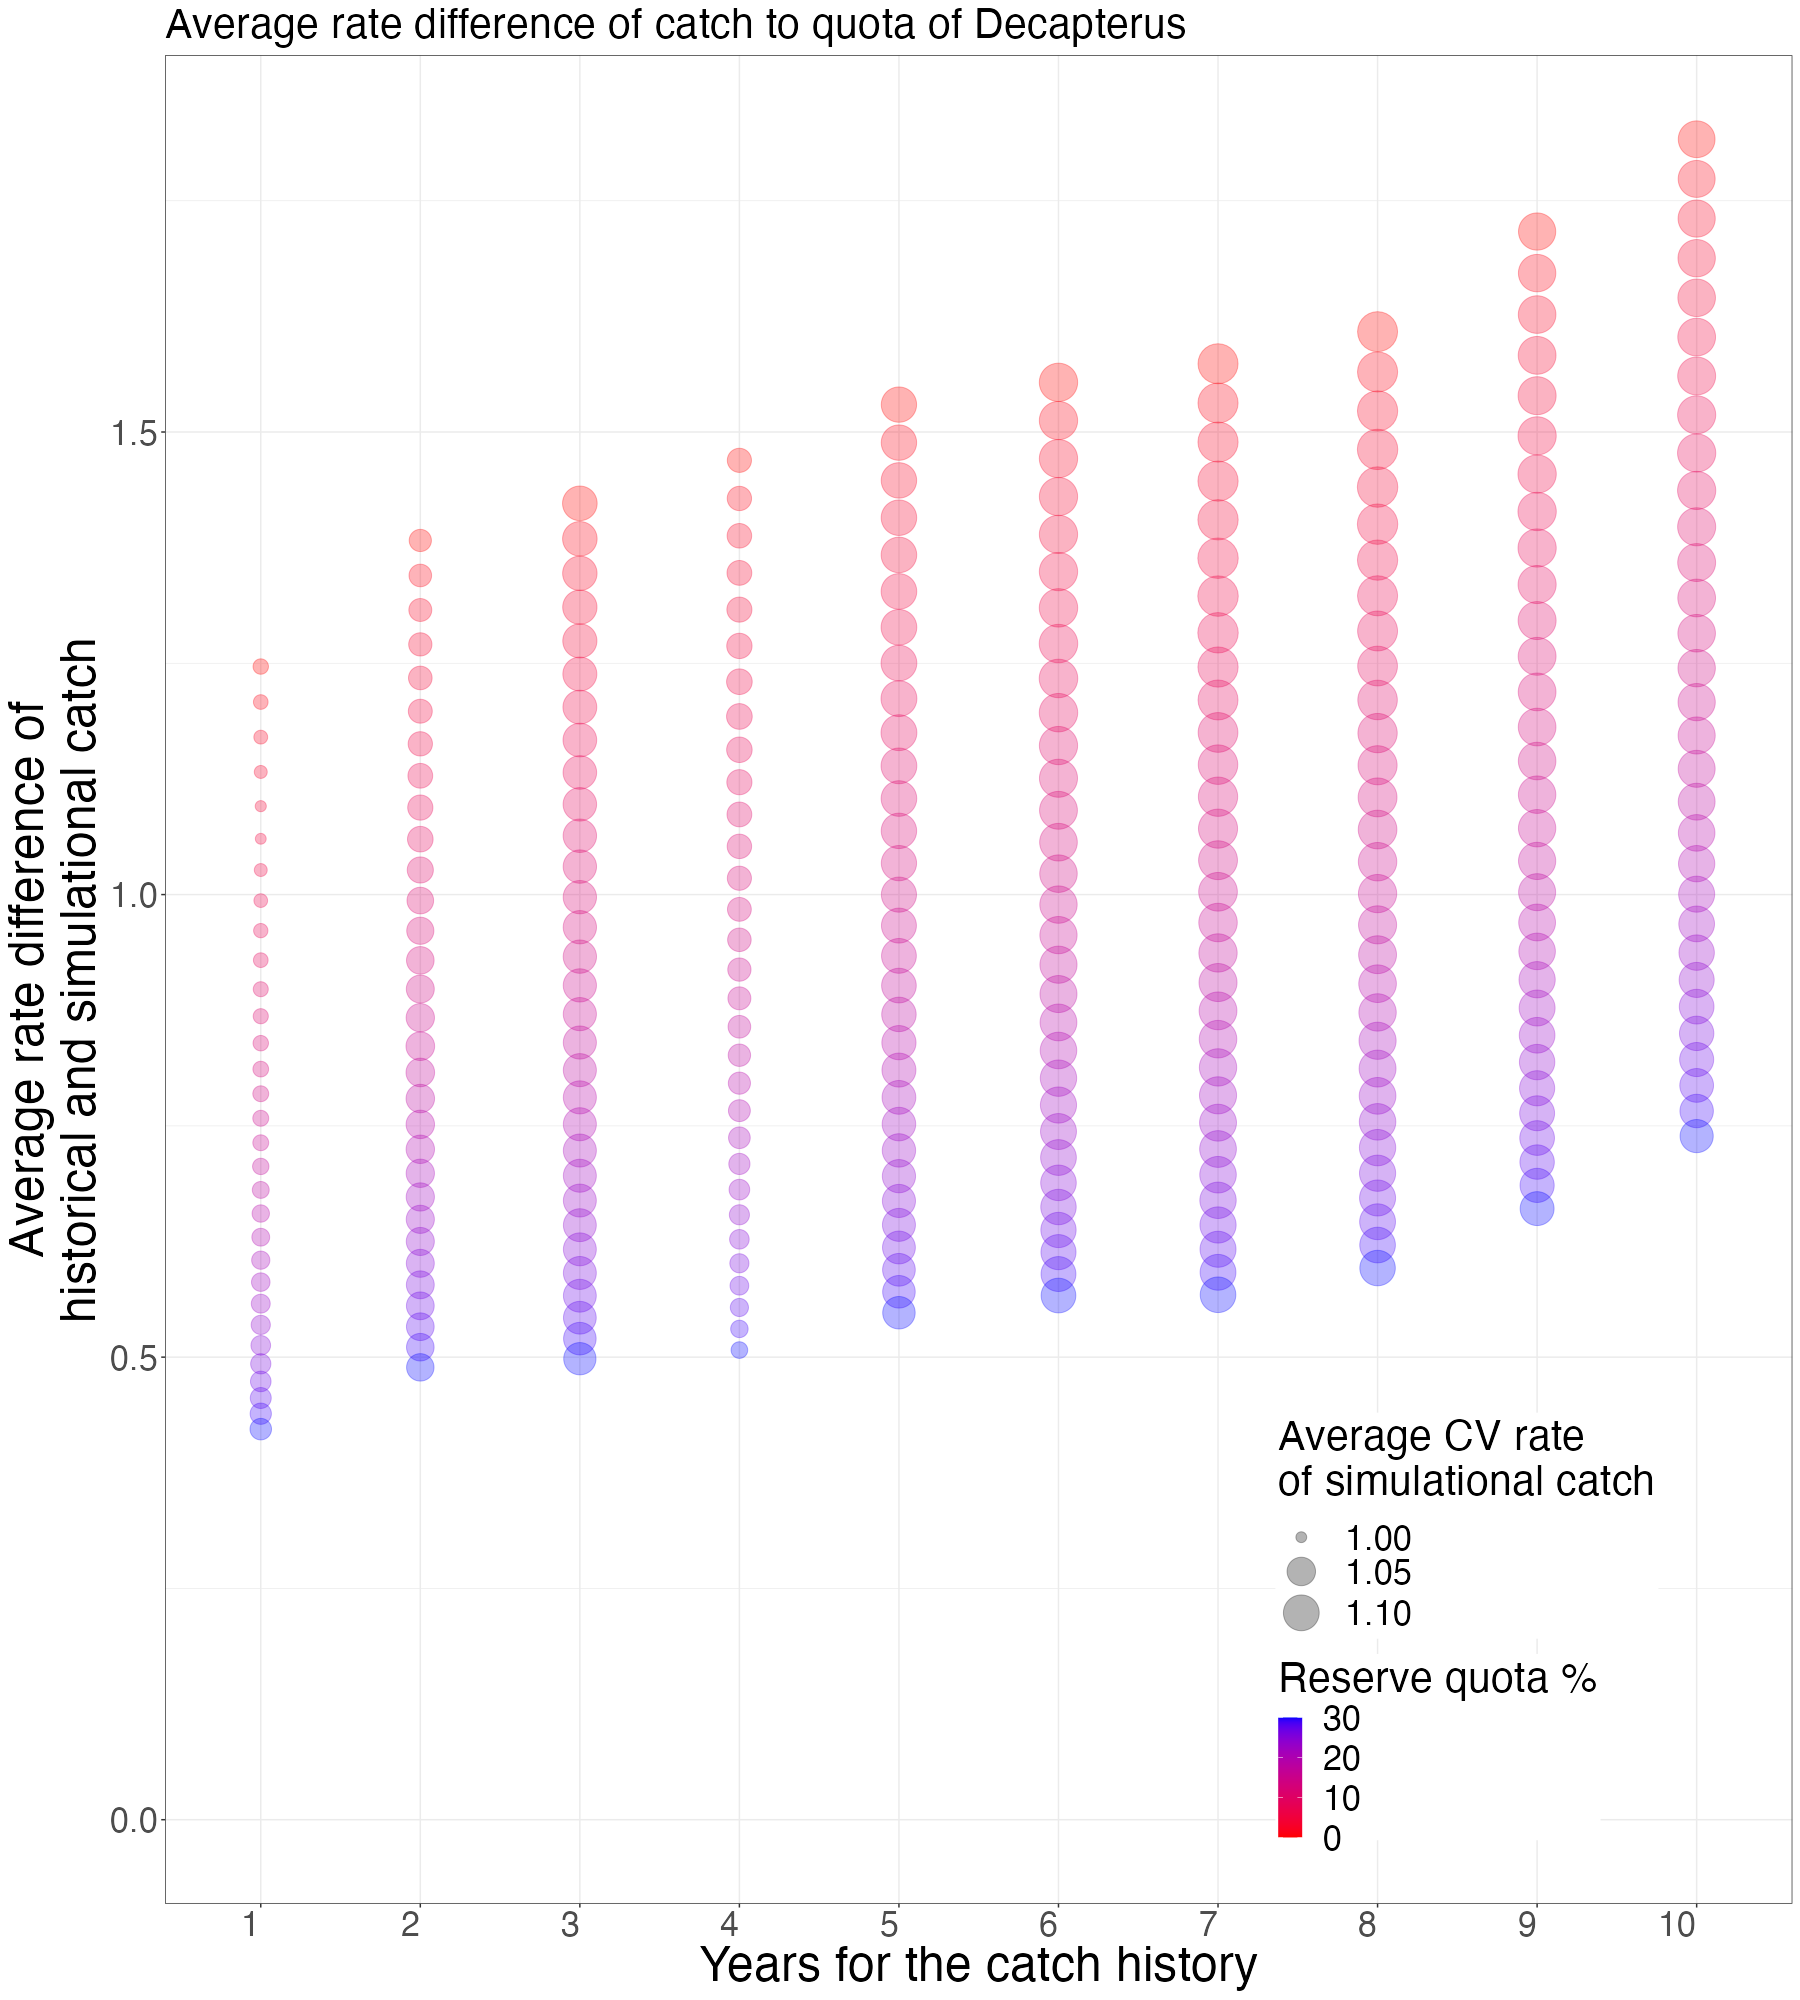 Average rate difference of catch to quota of Decapterus
Average rate difference of
historical and simulational catch
1.5
1.0
0.5
0.0
Average CV rate
of simulational catch
1.00
1.05
1.10
Reserve quota %
30
20
10
0
1 2 3 4 5 6 7 8 9 10
Years for the catch history